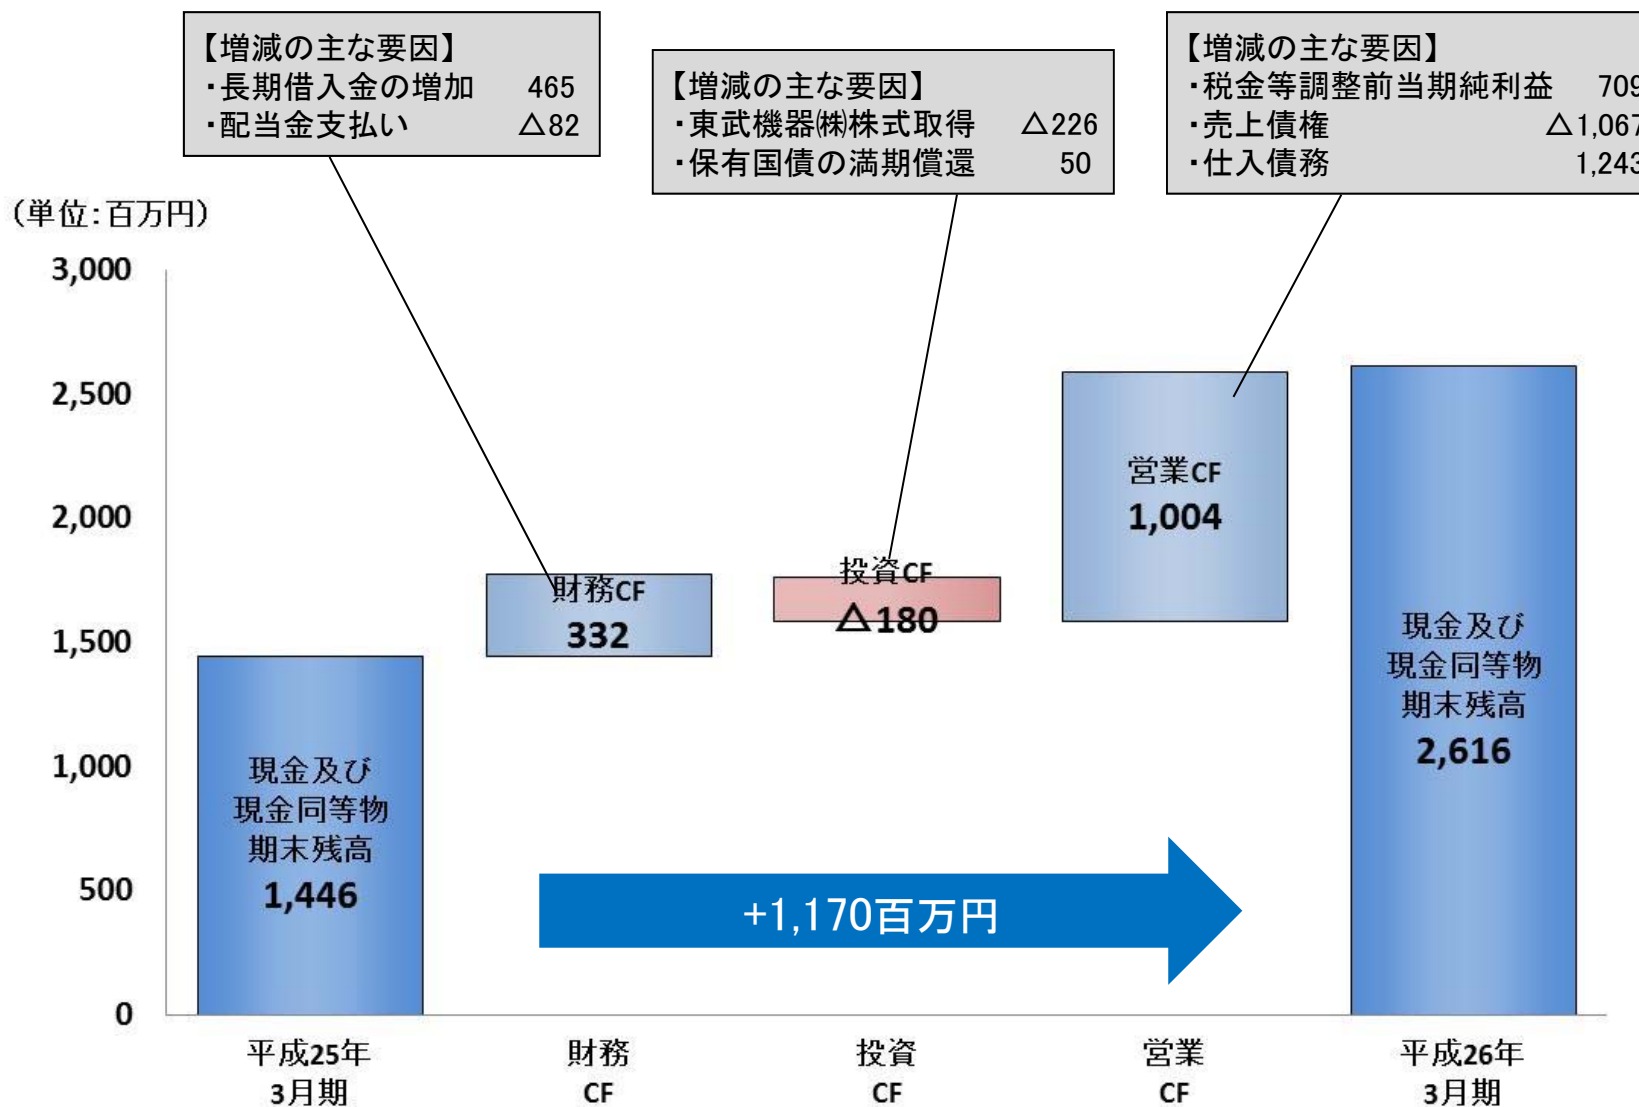 【増減の主な要因】
・長期借入金の増加 465
・配当金支払い △82
【増減の主な要因】
・東武機器㈱株式取得 △226
・保有国債の満期償還 50
【増減の主な要因】
・税金等調整前当期純利益 709
・売上債権 △1,067
・仕入債務 1,243
（単位：百万円）
3,000
2,500
2,000
1,500
1,000
500
0
現金及び
現金同等物
期末残高
1,446
財務CF
332
投資CF
△180
営業CF
1,004
現金及び
現金同等物
期末残高
2,616
+1,170百万円
平成25年
3月期
財務
CF
投資
CF
営業
CF
平成26年
3月期